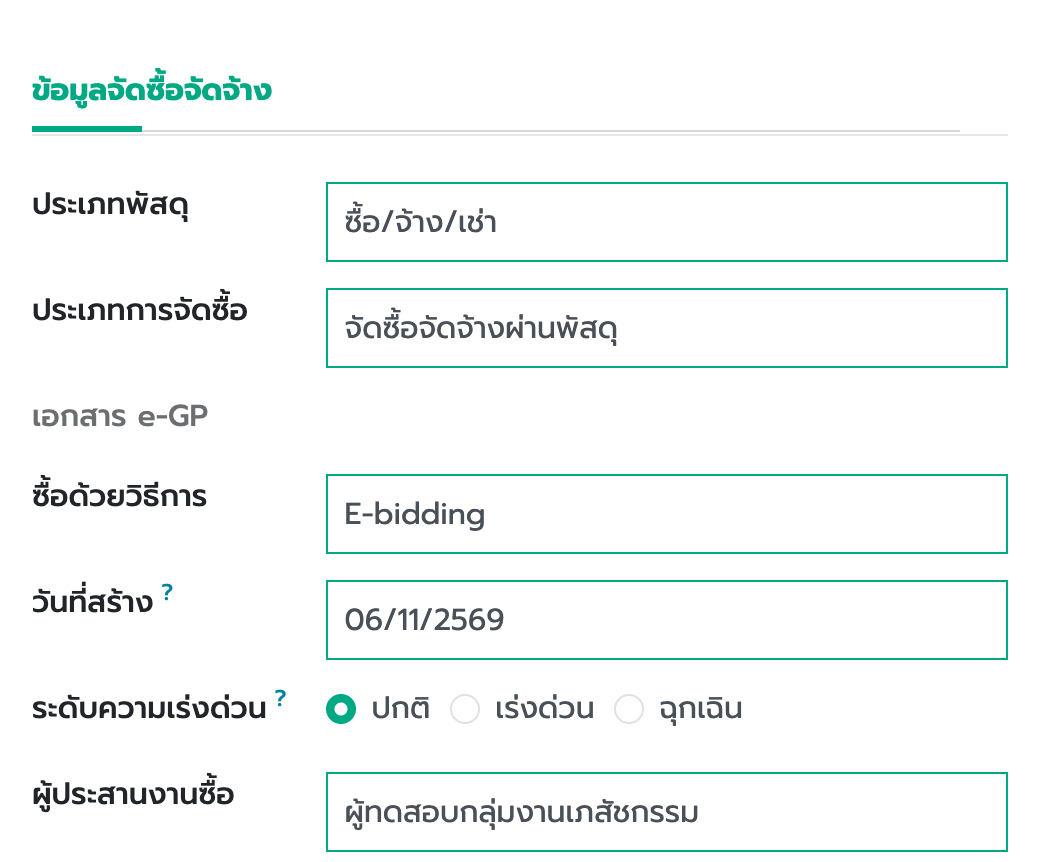 ข้อมูลจัดซื้อจัดจ้าง
ประเภทพัสดุ ซื้อ/จ้าง/เช่า
ประเภทการจัดซื้อ จัดซื้อจัดจ้างผ่านพัสดุ
เอกสาร e-GP
ซื้อด้วยวิธีการ E-bidding
วันที่สร้าง ? 06/11/2569
ระดับความเร่งด่วน ? ปกติ เร่งด่วน ฉุกเฉิน
ผู้ประสานงานซื้อ ผู้ทดสอบกลุ่มงานเภสัชกรรม